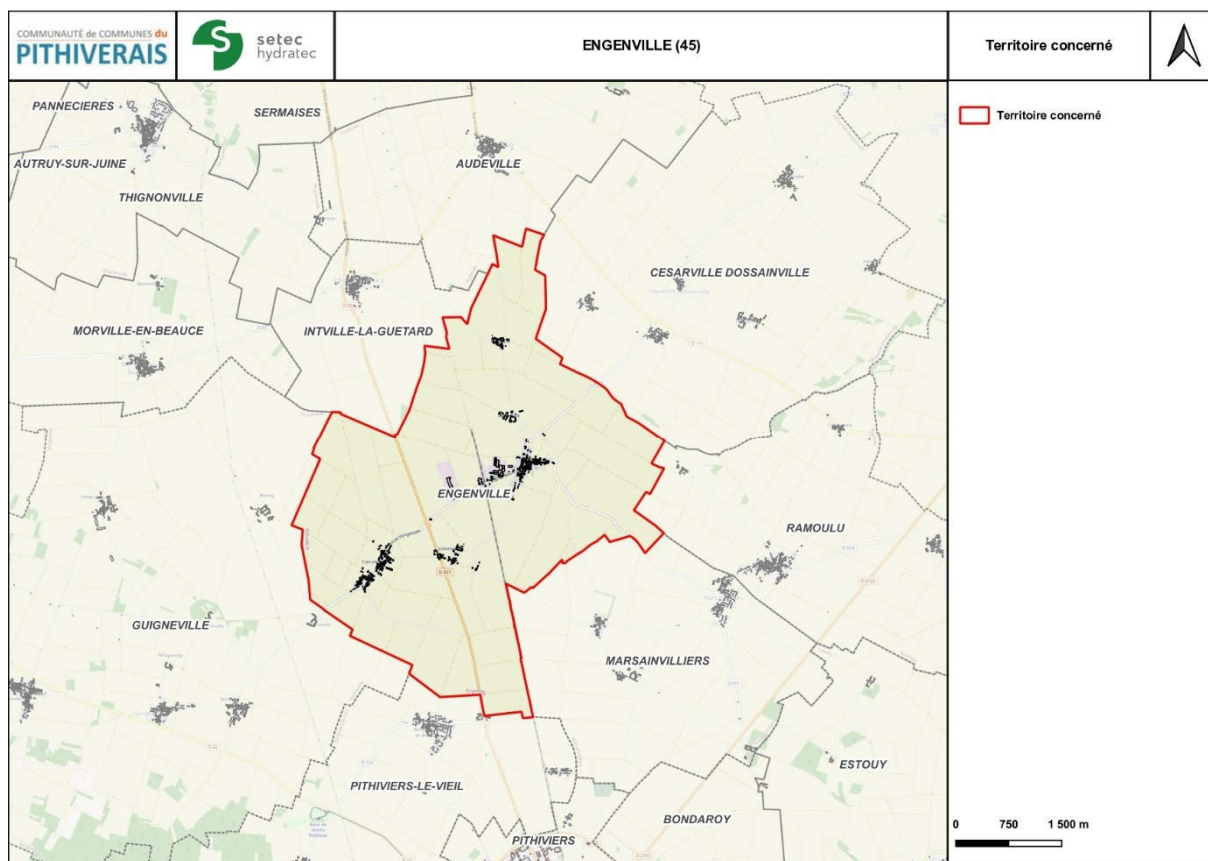 COMMUNAUTÉ de COMMUNES du
PITHIVERAIS
setec
hydratec
ENGENVILLE (45)
Territoire concerné
PANNECIERES
SERMAISES
Territoire concerné
AUTRUY-SUR-JUINE
AUDEVILLE
THIGNONVILLE
CESARVILLE DOSSAINVILLE
MORVILLE-EN-BEAUCE
INTVILLE-LA-GUETARD
ENGENVILLE
RAMOULU
GUIGNEVILLE
MARSAINVILLIERS
ESTOUY
PITHIVIERS-LE-VIEIL
BONDAROY
PITHIVIERS
0 750 1 500 m